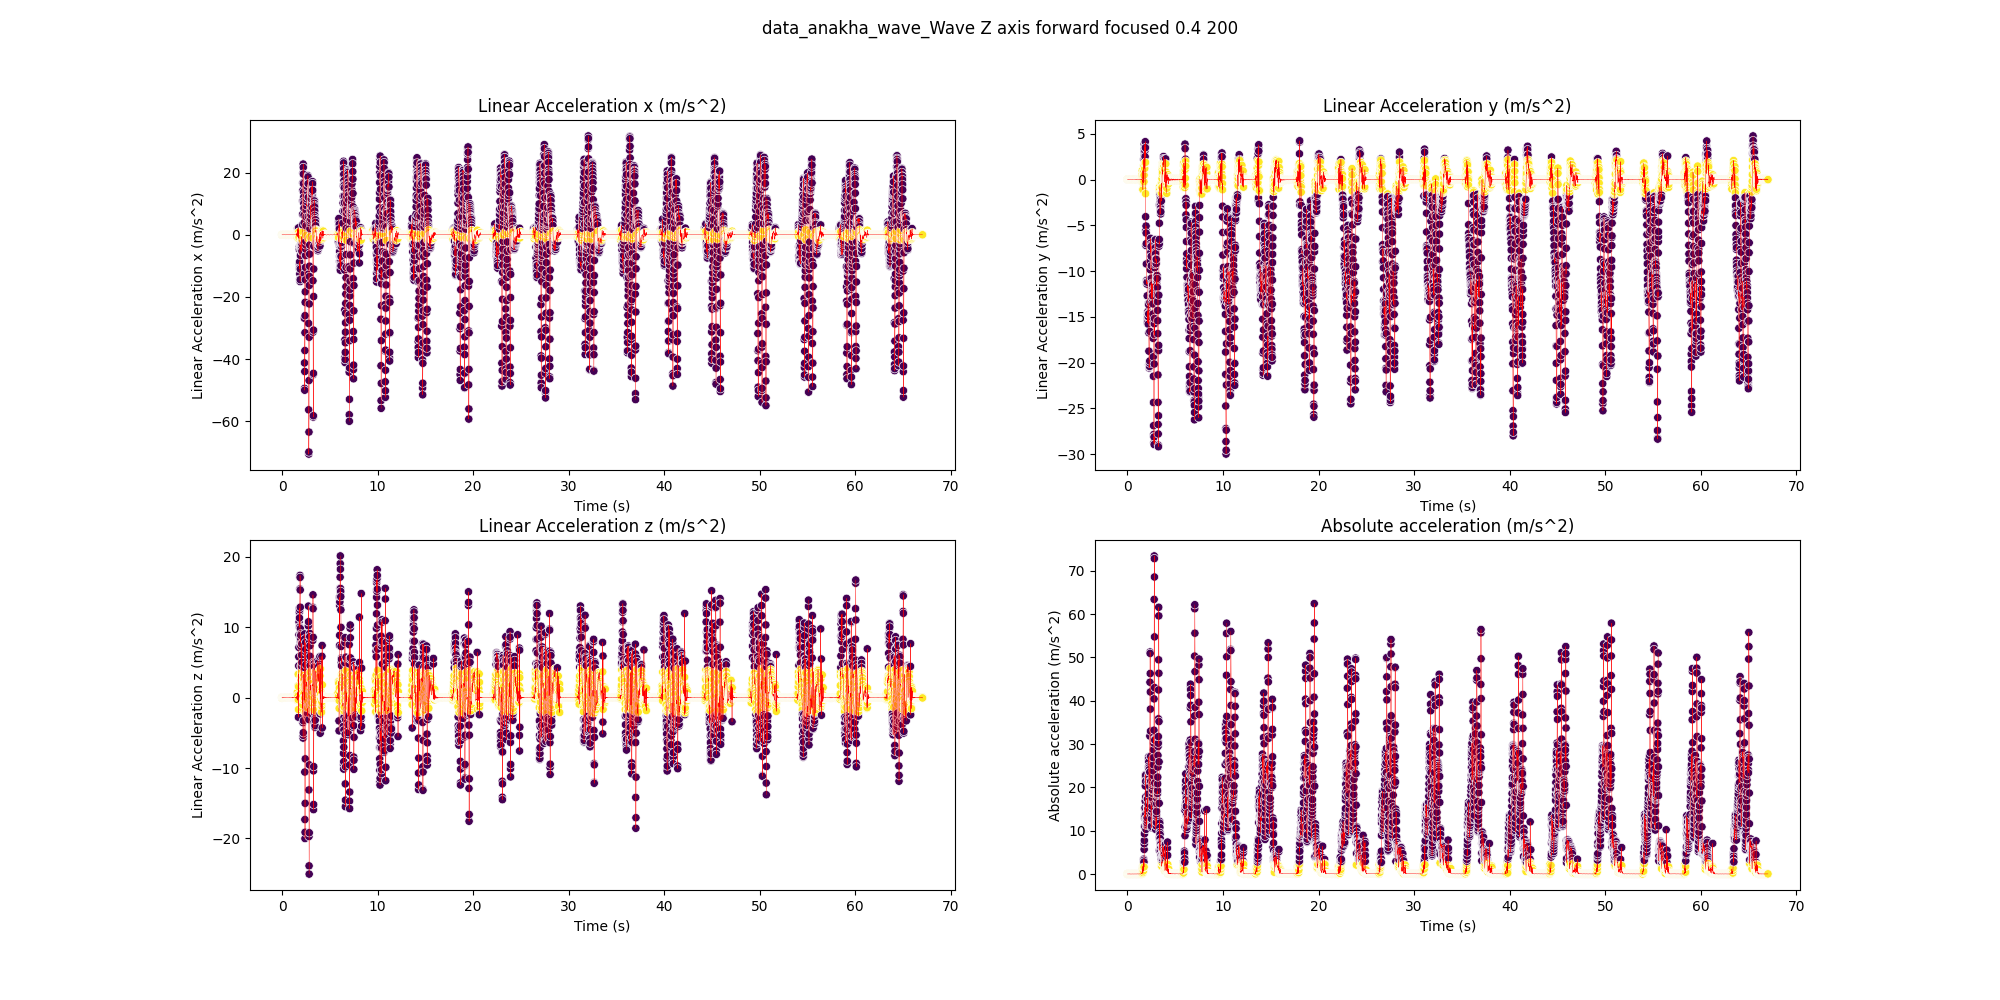 data_anakha_wave_Wave Z axis forward focused 0.4 200
Linear Acceleration x (m/s^2)
Linear Acceleration x (m/s^2)
20
0
−20
−40
−60
0 10 20 30 40 50 60 70
Time (s)
Linear Acceleration y (m/s^2)
Linear Acceleration y (m/s^2)
5
0
−5
−10
−15
−20
−25
−30
0 10 20 30 40 50 60 70
Time (s)
Linear Acceleration z (m/s^2)
Linear Acceleration z (m/s^2)
20
10
0
−10
−20
0 10 20 30 40 50 60 70
Time (s)
Absolute acceleration (m/s^2)
Absolute acceleration (m/s^2)
70
60
50
40
30
20
10
0
0 10 20 30 40 50 60 70
Time (s)